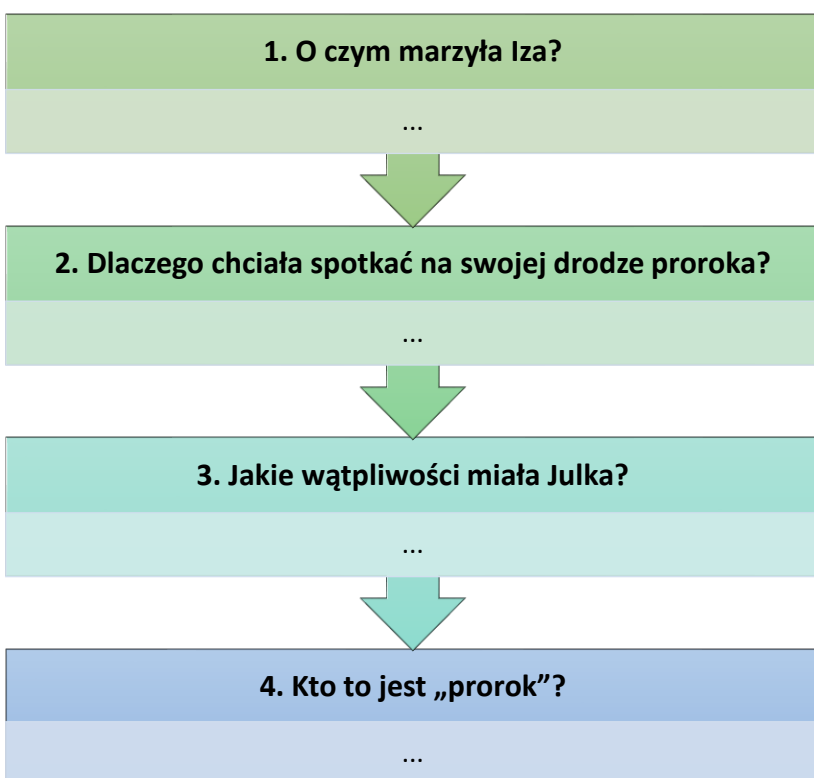 1. O czym marzyła Iza?
...
2. Dlaczego chciała spotkać na swojej drodze proroka?
...
3. Jakie wątpliwości miała Julka?
...
4. Kto to jest „prorok”?
...